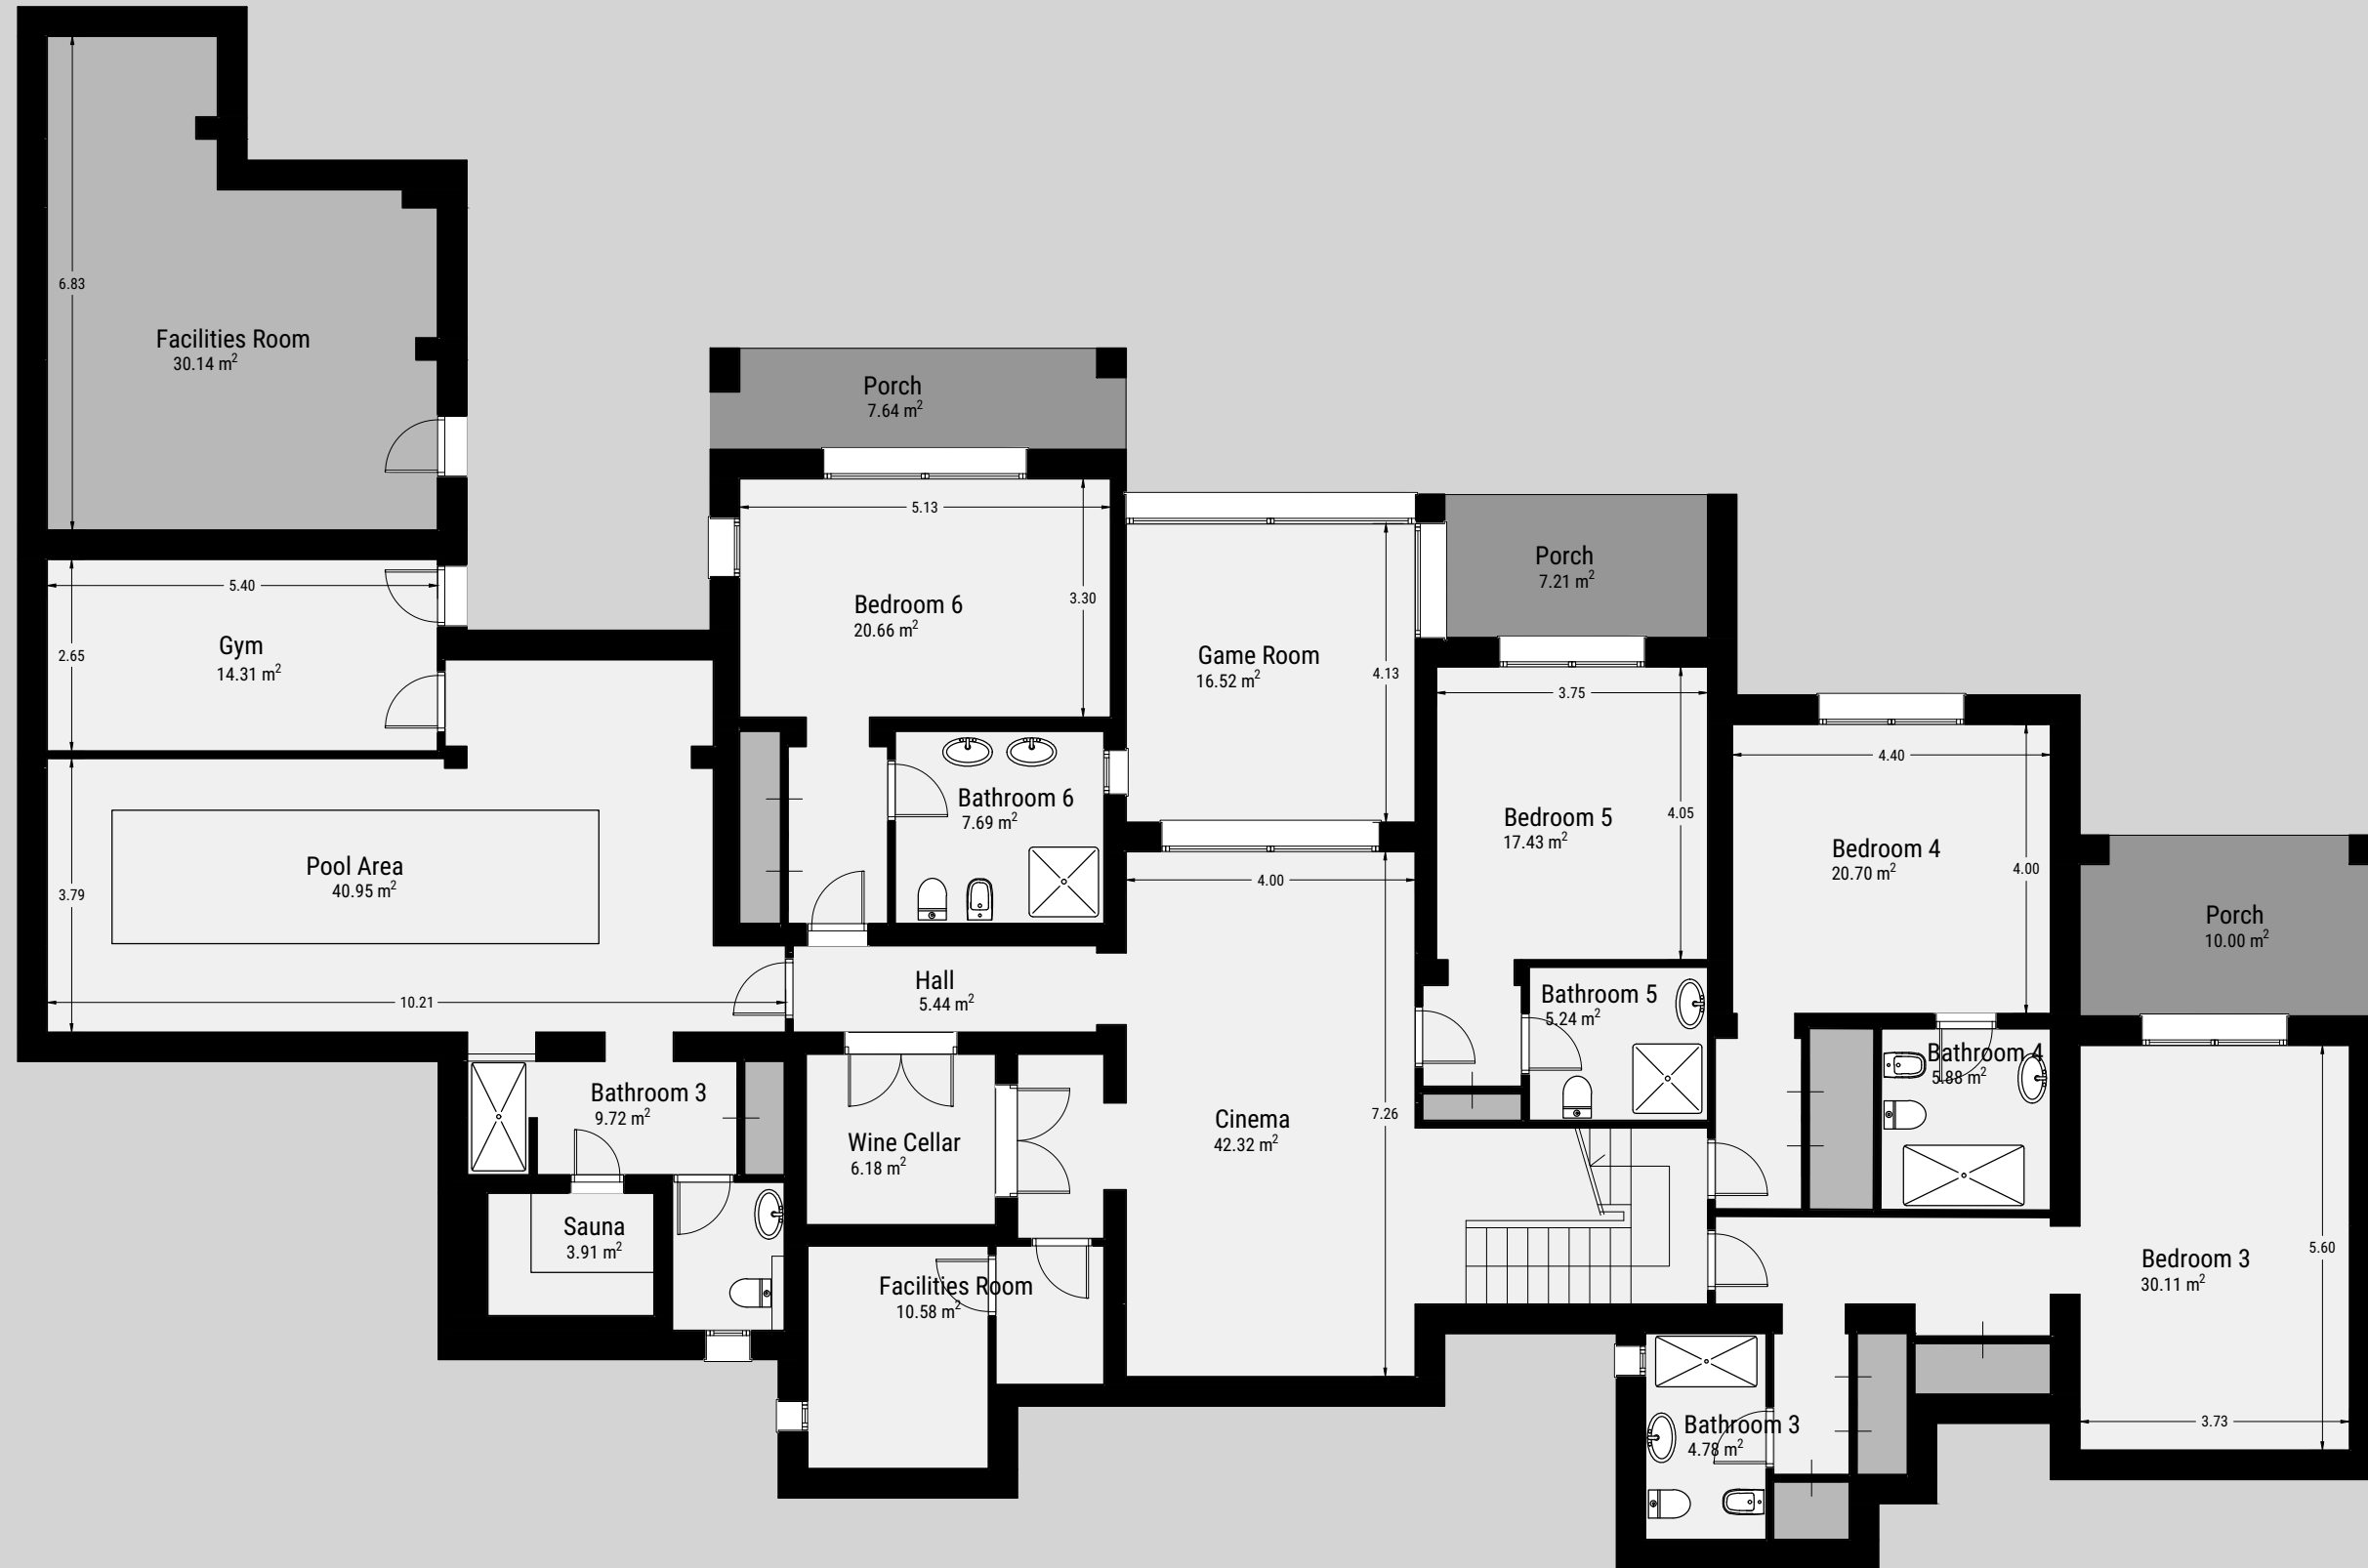 6.83
Facilities Room
30.14 m²
Porch
7.64 m²
5.13
3.30
Bedroom 6
20.66 m²
5.40
2.65
Gym
14.31 m²
Game Room
16.52 m²
4.13
Porch
7.21 m²
3.75
4.05
Bedroom 5
17.43 m²
4.40
4.00
Bedroom 4
20.70 m²
Porch
10.00 m²
Pool Area
40.95 m²
3.79
10.21
Bathroom 6
7.69 m²
4.00
Hall
5.44 m²
Bathroom 5
5.24 m²
Bathroom 4
5.88 m²
Bathroom 3
9.72 m²
Wine Cellar
6.18 m²
Cinema
42.32 m²
7.26
Sauna
3.91 m²
Facilities Room
10.58 m²
Bedroom 3
30.11 m²
5.60
3.73
Bathroom 3
4.78 m²